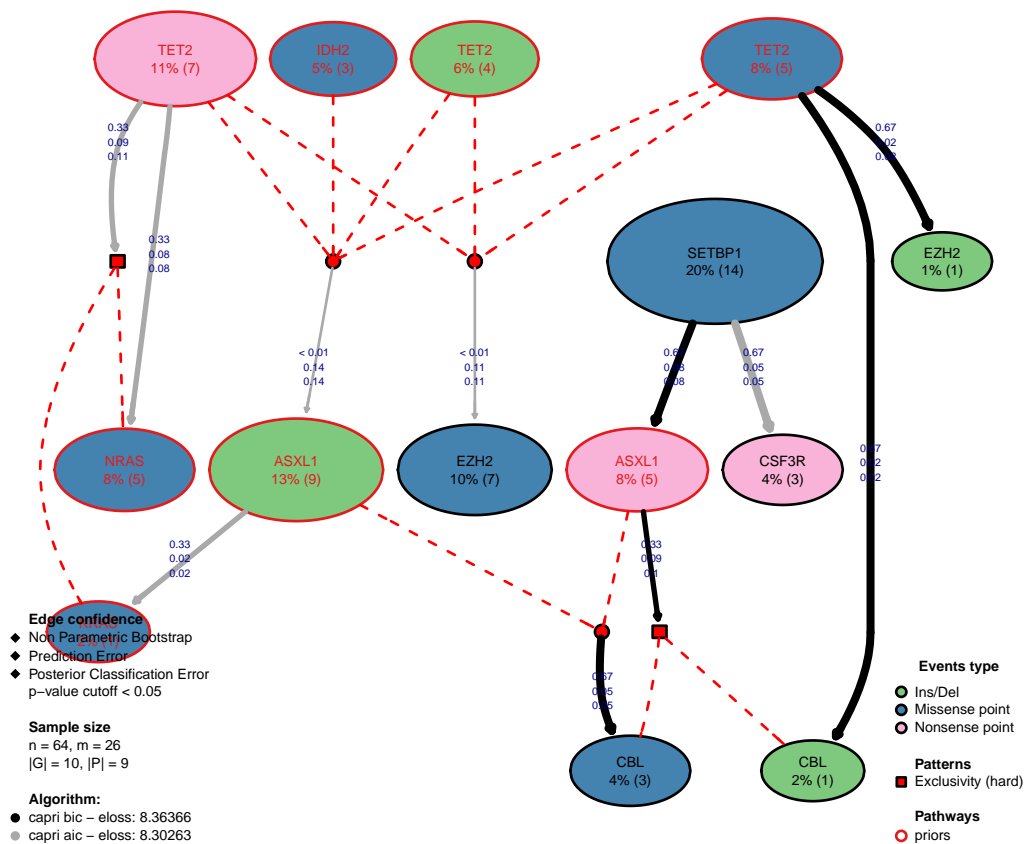 TET2
11% (7)
IDH2
5% (3)
TET2
6% (4)
TET2
8% (5)
0.33
0.09
0.11
0.67
0.02
0.33
0.08
0.08
SETBP1
20% (14)
EZH2
1% (1)
< 0.01
0.14
0.14
< 0.01
0.11
0.11
0.08
0.67
0.05
0.05
NRAS
8% (5)
ASXL1
13% (9)
EZH2
10% (7)
ASXL1
8% (5)
CSF3R
4% (3)
0.33
0.02
0.02
0.33
0.09
0.1
Edge confidence
Non Parametric Bootstrap
Prediction Error
Posterior Classification Error
p−value cutoff < 0.05
Sample size
n = 64, m = 26
|G| = 10, |P| = 9
Algorithm:
capri bic − eloss: 8.36366
capri aic − eloss: 8.30263
CBL
4% (3)
CBL
2% (1)
Events type
Ins/Del
Missense point
Nonsense point
Patterns
Exclusivity (hard)
Pathways
priors